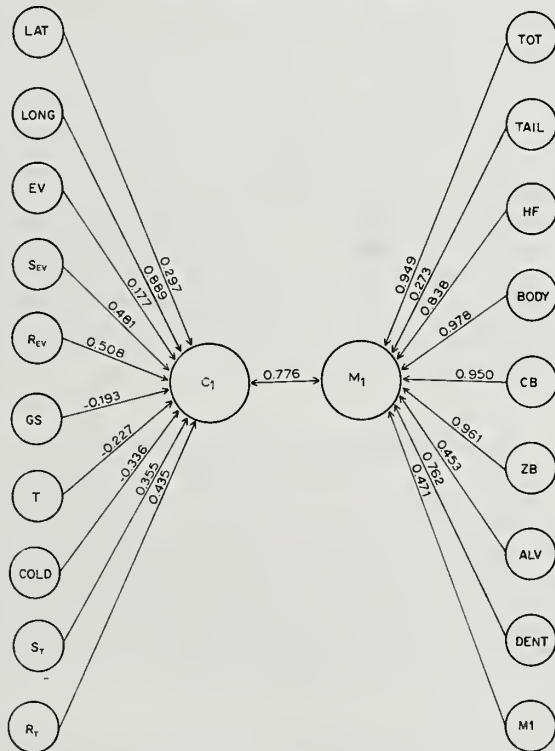 LAT
LONG
EV
S_EV
R_EV
GS
T
COLD
S_T
R_T
0.297
0.889
0.177
0.481
0.508
-0.193
-0.227
-0.336
0.355
0.435
C_1
0.776
M_1
0.949
0.273
0.838
0.978
0.950
0.961
0.453
0.762
0.471
TOT
TAIL
HF
BODY
CB
ZB
ALV
DENT
M1